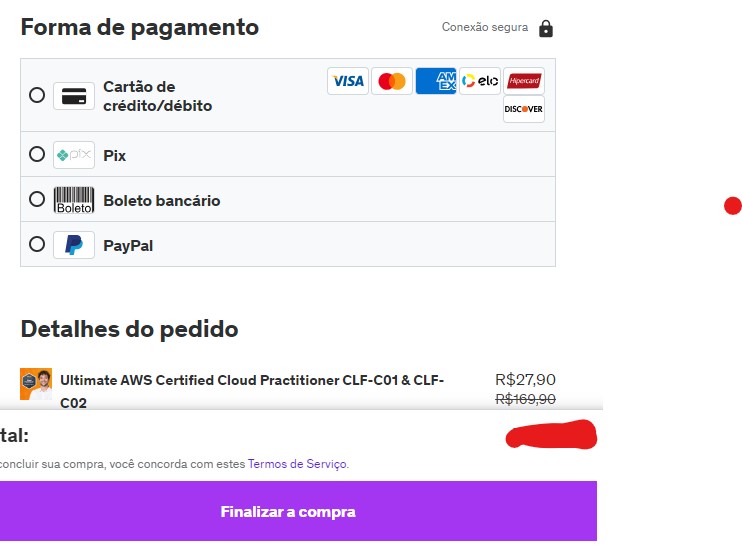 Forma de pagamento
Conexão segura
Cartão de
crédito/débito
VISA
AM
EX
elo
Hipercard
DISCOVER
pix
Pix
Boleto
Boleto bancário
PayPal
Detalhes do pedido
Ultimate AWS Certified Cloud Practitioner CLF-C01 & CLF-
C02
R$27,90
R$169,90
tal:
concluir sua compra, você concorda com estes Termos de Serviço.
Finalizar a compra